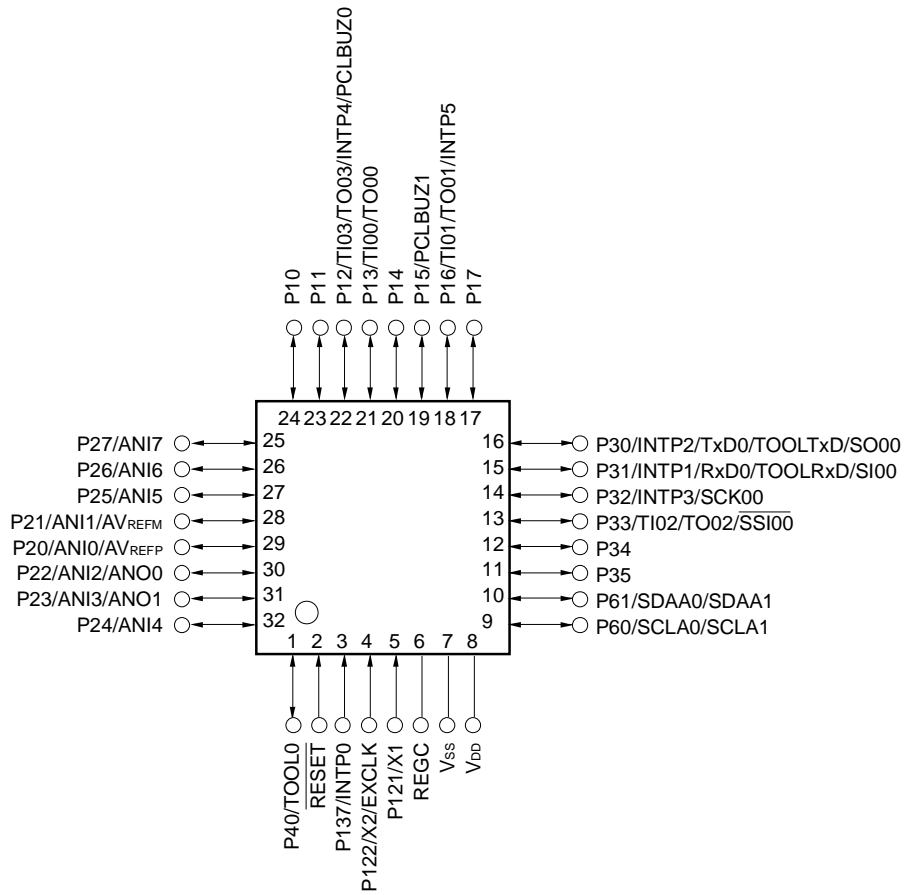 P10
P11
P12/TI03/TO03/INTP4/PCLBUZ0
P13/TI00/TO00
P14
P15/PCLBUZ1
P16/TI01/TO01/INTP5
P17
24 23 22 21 20 19 18 17
P27/ANI7 25
P26/ANI6 26
P25/ANI5 27
P21/ANI1/AVREFM 28
P20/ANI0/AVREFP 29
P22/ANI2/ANO0 30
P23/ANI3/ANO1 31
P24/ANI4 32
16 P30/INTP2/TxD0/TOOLTxD/SO00
15 P31/INTP1/RxD0/TOOLRxD/SI00
14 P32/INTP3/SCK00
13 P33/TI02/TO02/SSI00
12 P34
11 P35
10 P61/SDAA0/SDAA1
9 P60/SCLA0/SCLA1
1 2 3 4 5 6 7 8
P40/TOOL0
RESET
P137/INTP0
P122/X2/EXCLK
P121/X1
REGC
VSS
VDD